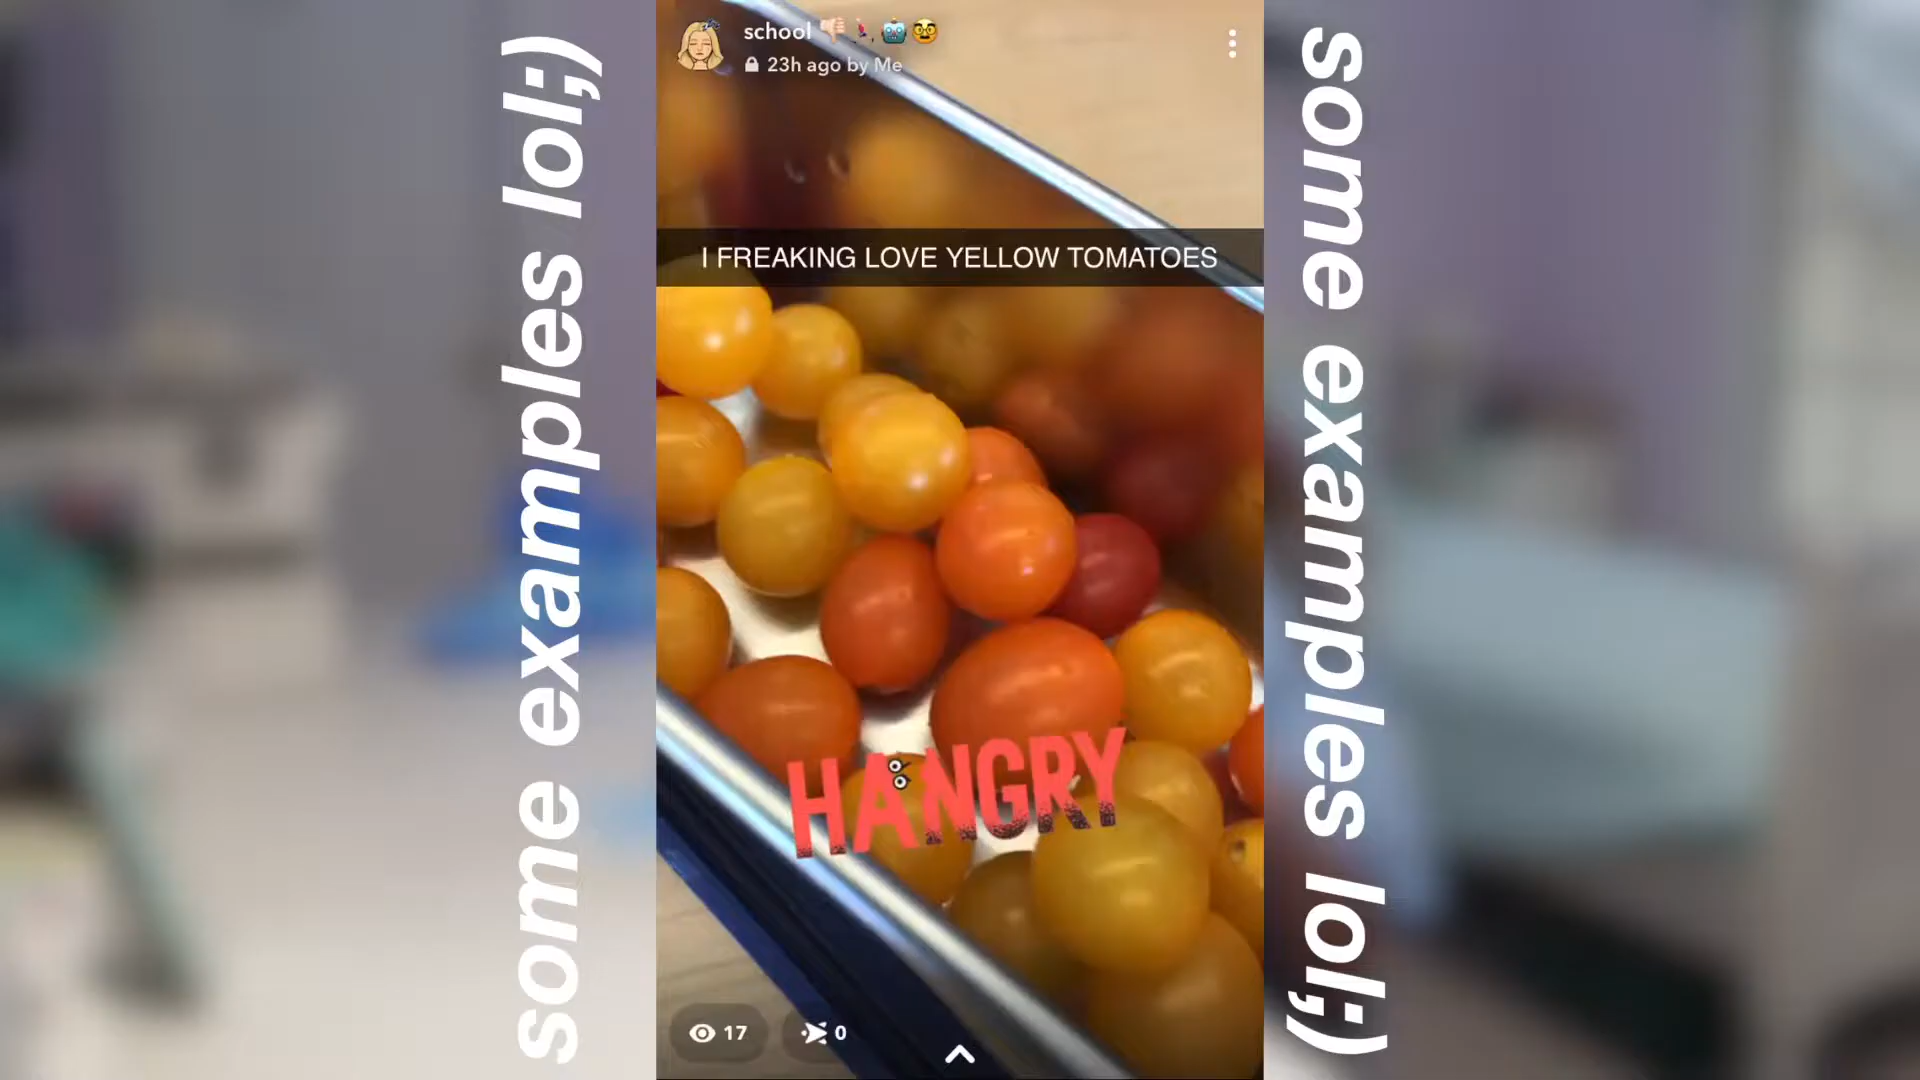 some examples lol;)
school 👎🏻
23h ago by Me
I FREAKING LOVE YELLOW TOMATOES
HANGRY
17
0
some examples lol;)